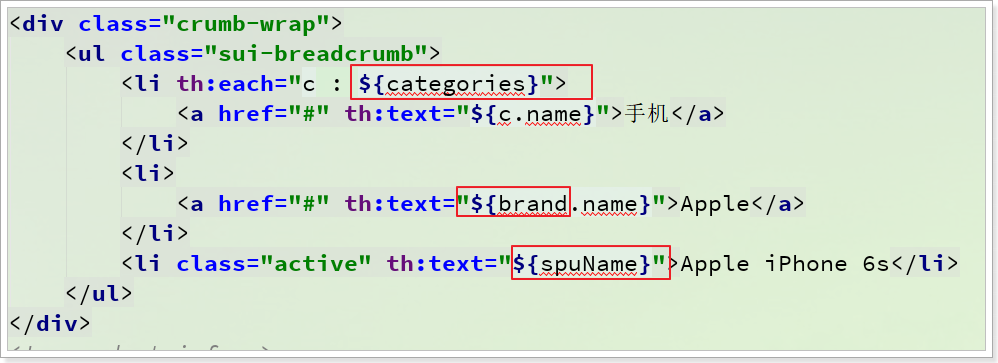 <div class="crumb-wrap">
    <ul class="sui-breadcrumb">
        <li th:each="c : ${categories}">
            <a href="#" th:text="${c.name}">手机</a>
        </li>
        <li>
            <a href="#" th:text="${brand.name}">Apple</a>
        </li>
        <li class="active" th:text="${spuName}">Apple iPhone 6s</li>
    </ul>
</div>